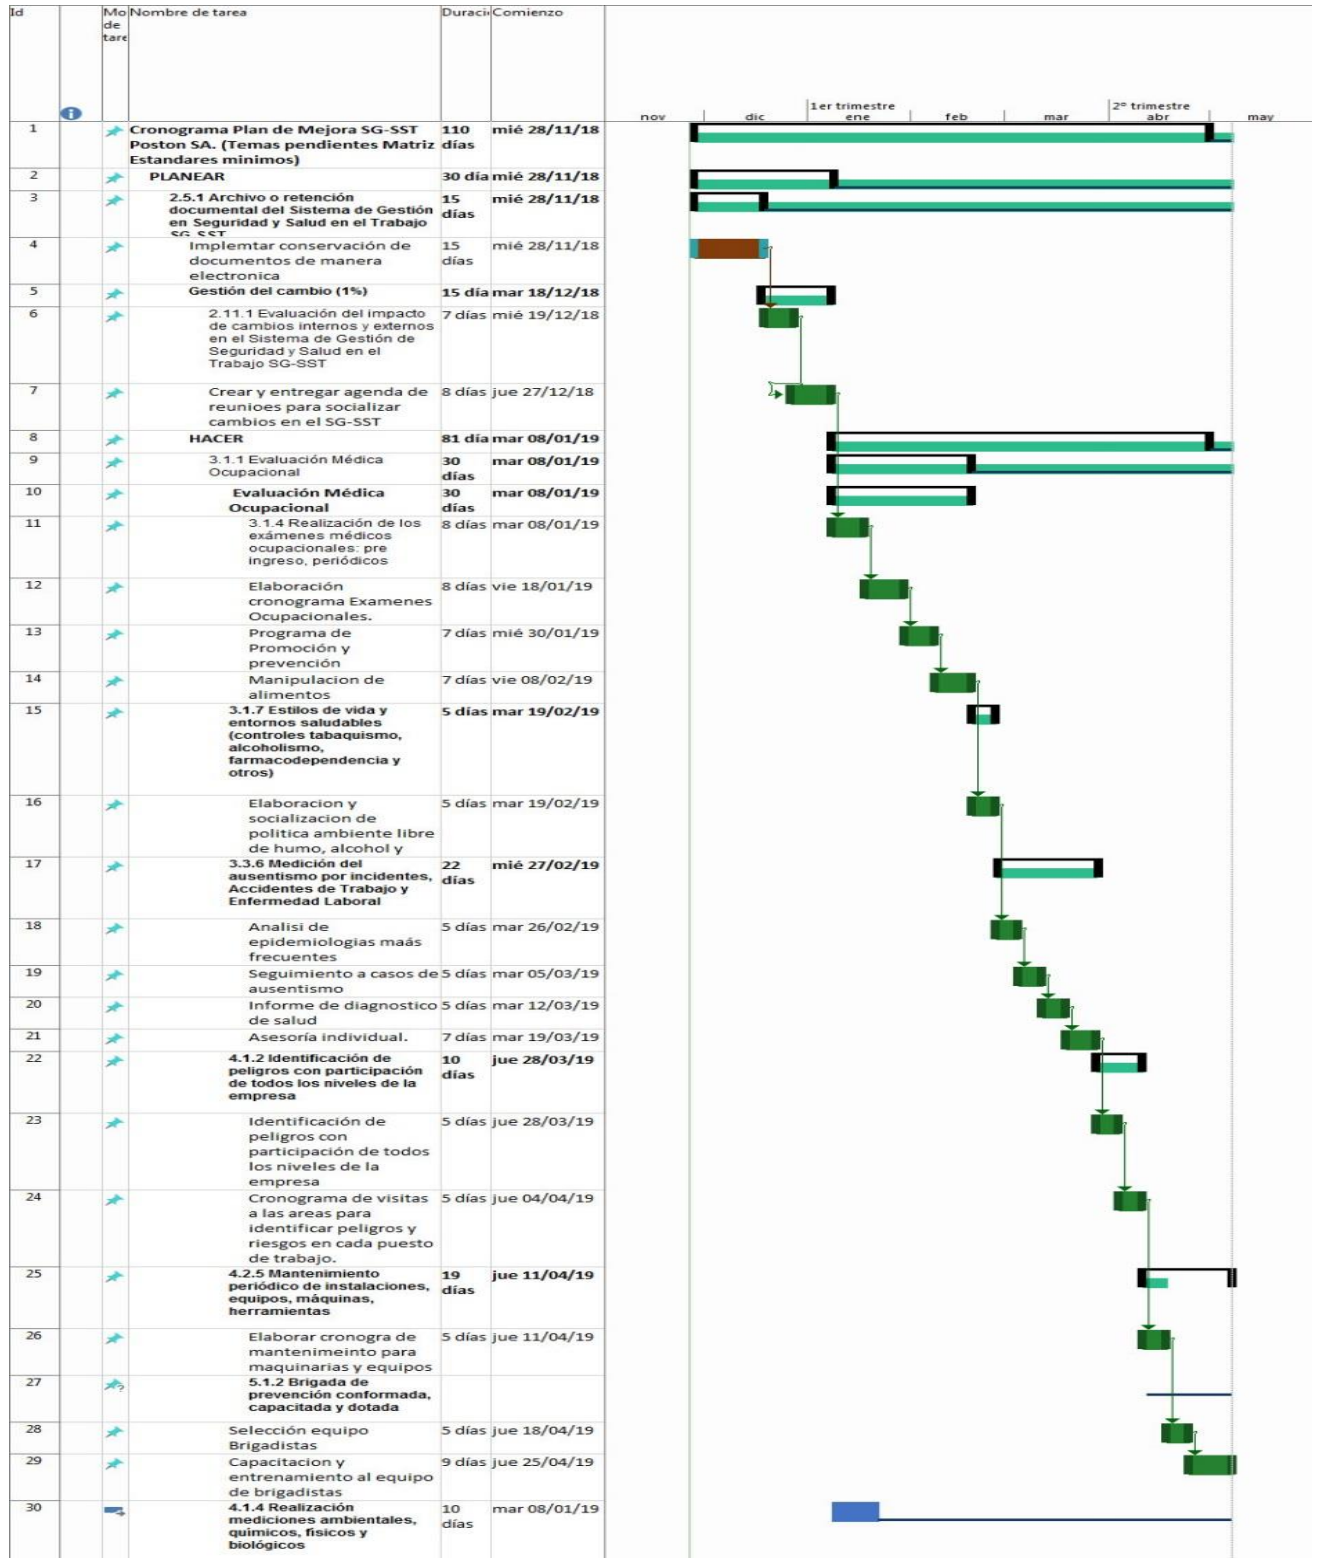 Id
Mo
de
tare
Nombre de tarea
Duraci
Comienzo
1er trimestre
2º trimestre
nov
dic
ene
feb
mar
abr
may
1
Cronograma Plan de Mejora SG-SST
Poston SA. (Temas pendientes Matriz
Estandares minimos)
110
días
mié 28/11/18
2
PLANEAR
30 día
mié 28/11/18
3
2.5.1 Archivo o retención
documental del Sistema de Gestión
en Seguridad y Salud en el Trabajo
SG-SST
15
días
mié 28/11/18
4
Implemtar conservación de
documentos de manera
electronica
15
días
mié 28/11/18
5
Gestión del cambio (1%)
15 día
mar 18/12/18
6
2.11.1 Evaluación del impacto
de cambios internos y externos
en el Sistema de Gestión de
Seguridad y Salud en el
Trabajo SG-SST
7 días
mié 19/12/18
7
Crear y entregar agenda de
reunioes para socializar
cambios en el SG-SST
8 días
jue 27/12/18
8
HACER
81 día
mar 08/01/19
9
3.1.1 Evaluación Médica
Ocupacional
30
días
mar 08/01/19
10
Evaluación Médica
Ocupacional
30
días
mar 08/01/19
11
3.1.4 Realización de los
exámenes médicos
ocupacionales: pre
ingreso, periódicos
8 días
mar 08/01/19
12
Elaboración
cronograma Examenes
Ocupacionales.
8 días
vie 18/01/19
13
Programa de
Promoción y
prevención
7 días
mié 30/01/19
14
Manipulacion de
alimentos
7 días
vie 08/02/19
15
3.1.7 Estilos de vida y
entornos saludables
(controles tabaquismo,
alcoholismo,
farmacodependencia y
otros)
5 días
mar 19/02/19
16
Elaboracion y
socializacion de
politica ambiente libre
de humo, alcohol y
5 días
mar 19/02/19
17
3.3.6 Medición del
ausentismo por incidentes,
Accidentes de Trabajo y
Enfermedad Laboral
22
días
mié 27/02/19
18
Analisi de
epidemiologias maás
frecuentes
5 días
mar 26/02/19
19
Seguimiento a casos de
ausentismo
5 días
mar 05/03/19
20
Informe de diagnostico
de salud
5 días
mar 12/03/19
21
Asesoría individual.
7 días
mar 19/03/19
22
4.1.2 Identificación de
peligros con participación
de todos los niveles de la
empresa
10
días
jue 28/03/19
23
Identificación de
peligros con
participación de todos
los niveles de la
empresa
5 días
jue 28/03/19
24
Cronograma de visitas
a las areas para
identificar peligros y
riesgos en cada puesto
de trabajo.
5 días
jue 04/04/19
25
4.2.5 Mantenimiento
periódico de instalaciones,
equipos, máquinas,
herramientas
19
días
jue 11/04/19
26
Elaborar cronogra de
mantenimeinto para
maquinarias y equipos
5 días
jue 11/04/19
27
5.1.2 Brigada de
prevención conformada,
capacitada y dotada
28
Selección equipo
Brigadistas
5 días
jue 18/04/19
29
Capacitacion y
entrenamiento al equipo
de brigadistas
9 días
jue 25/04/19
30
4.1.4 Realización
mediciones ambientales,
químicos, físicos y
biológicos
10
días
mar 08/01/19